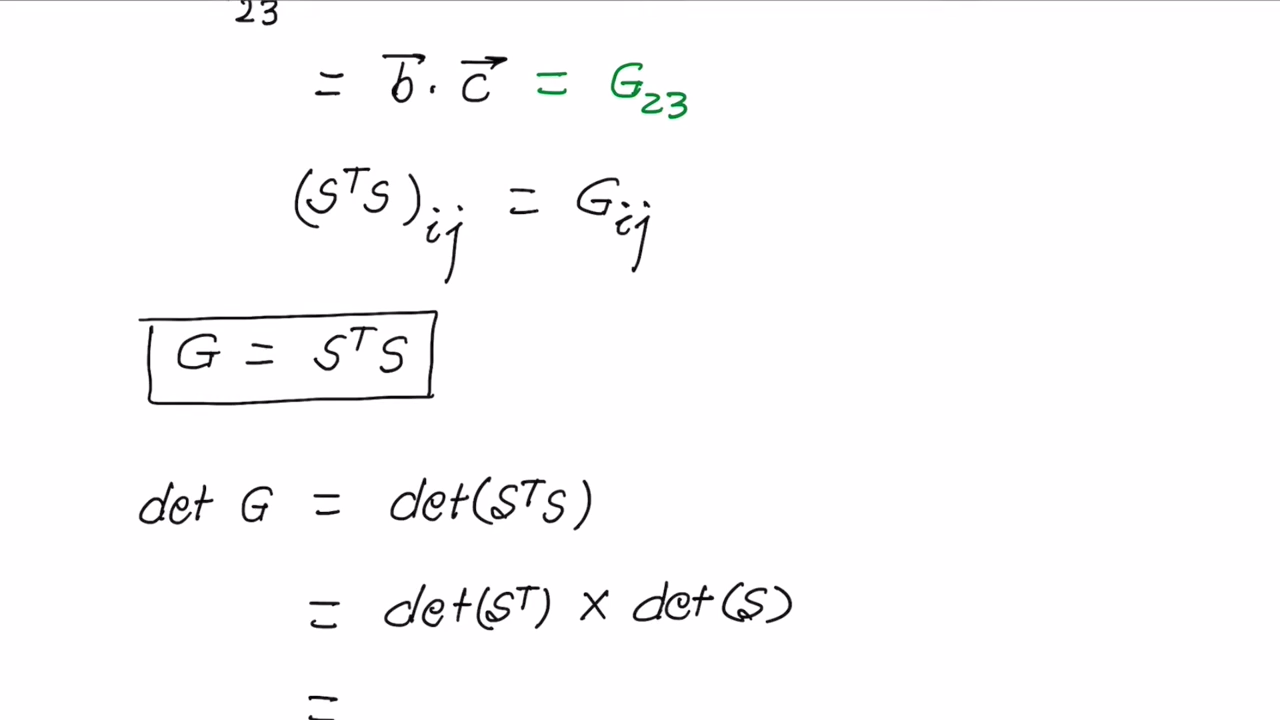 23
= b⃗ · c⃗ = G₂₃
(SᵀS)ᵢⱼ = Gᵢⱼ
G = SᵀS
det G = det(SᵀS)
= det(Sᵀ) × det(S)
=